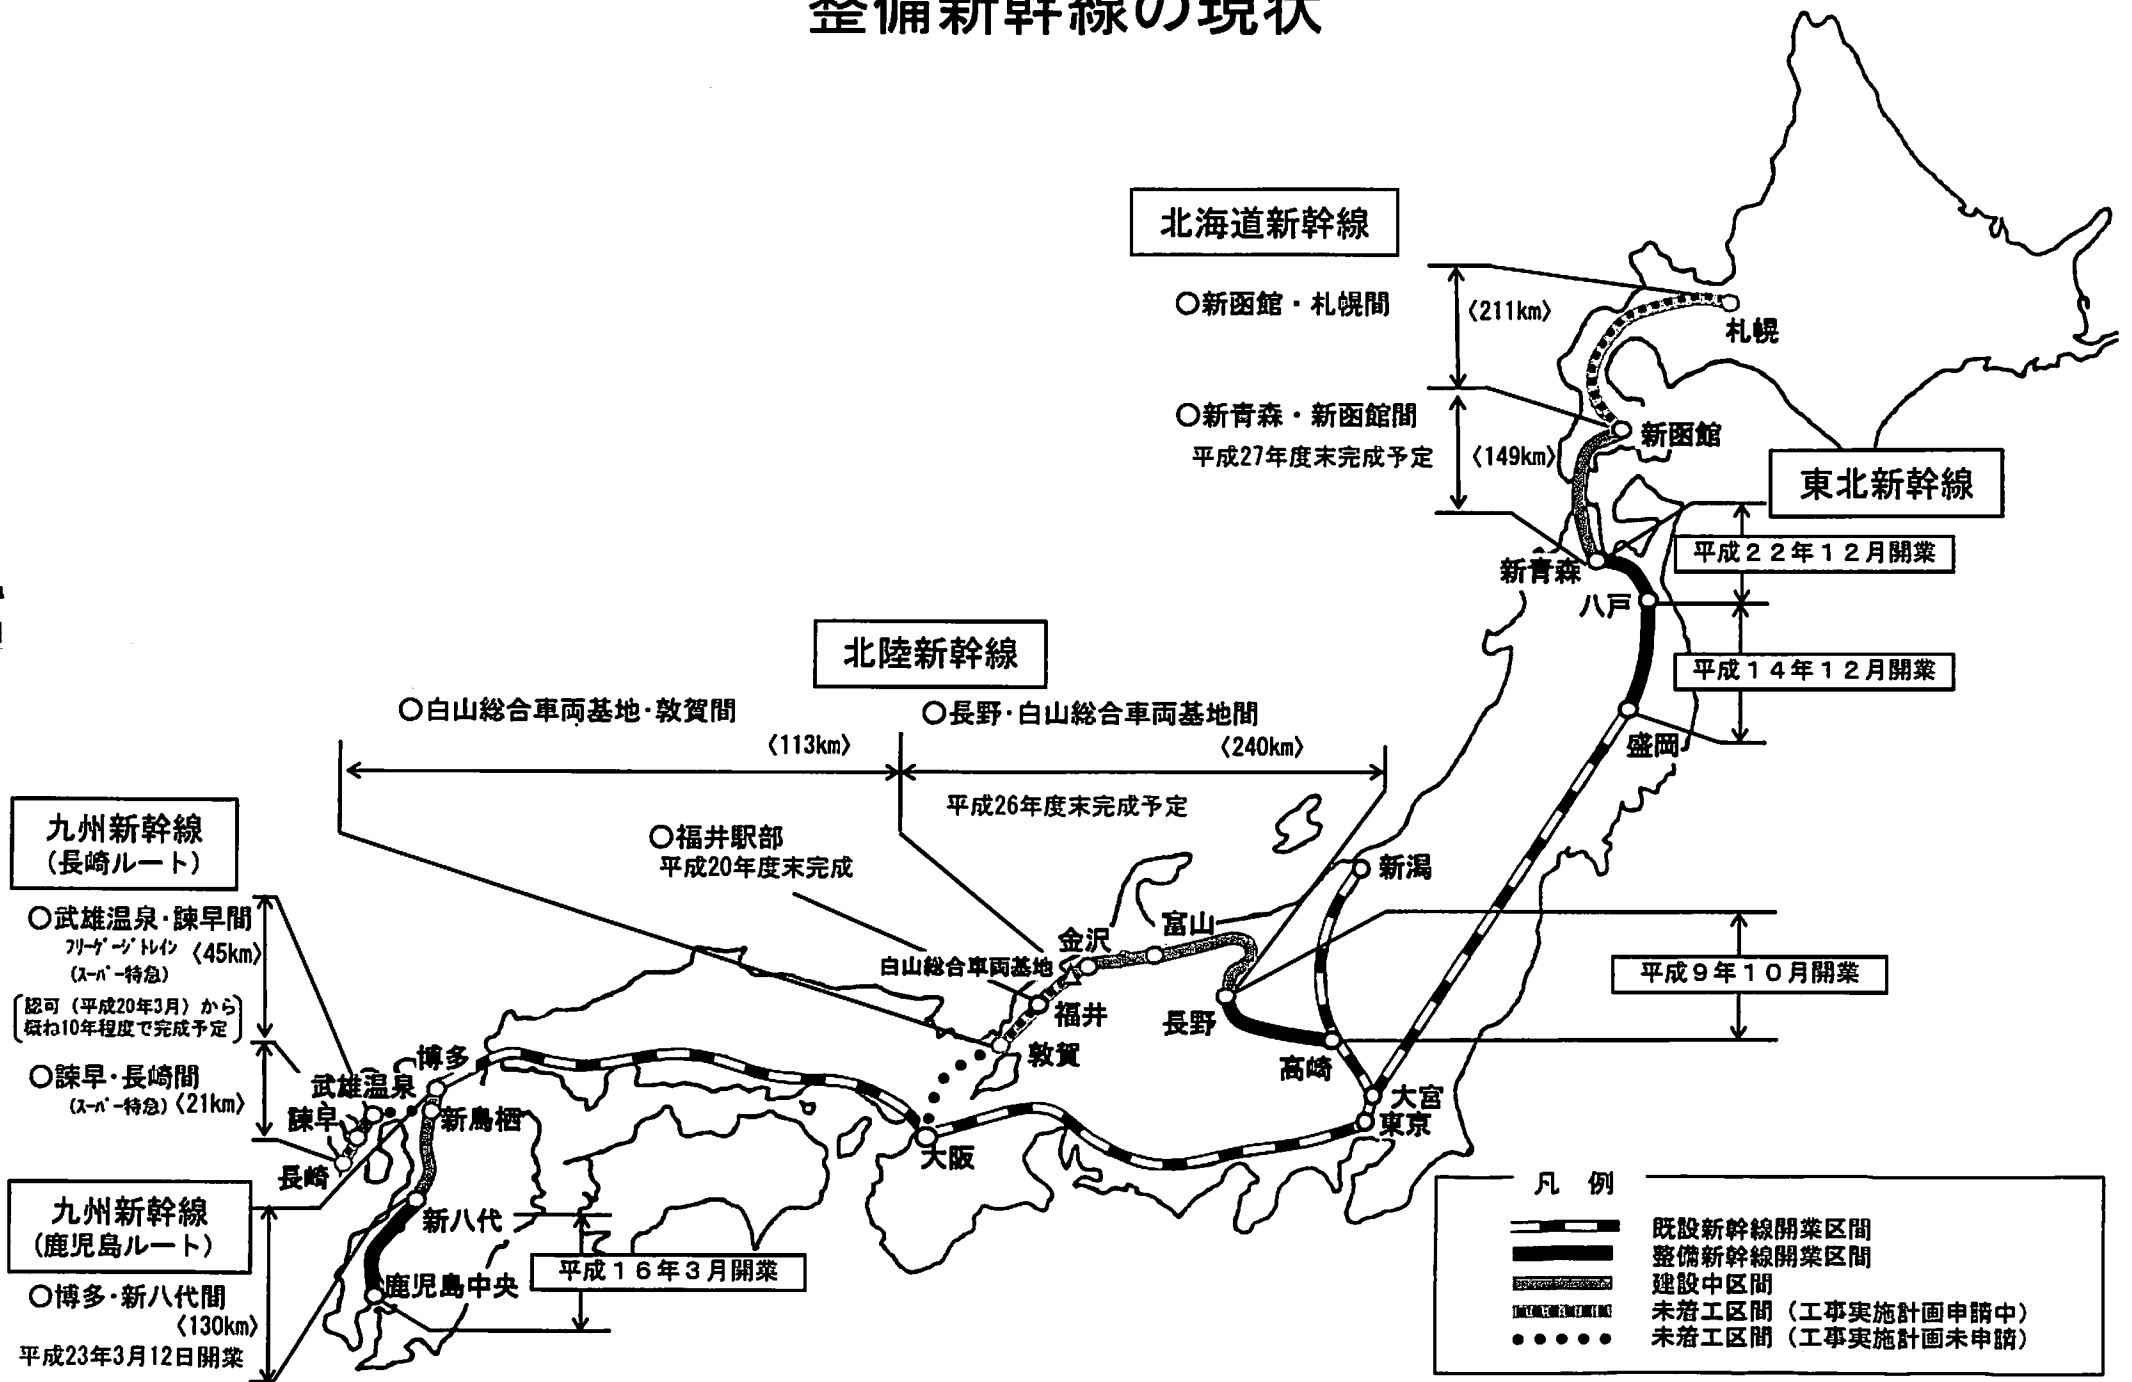 整備新幹線の現状
北海道新幹線
○新函館・札幌間
〈211km〉
札幌
○新青森・新函館間
平成27年度末完成予定
〈149km〉
新函館
東北新幹線
平成22年12月開業
新青森
八戸
平成14年12月開業
盛岡
北陸新幹線
○白山総合車両基地・敦賀間
〈113km〉
○長野・白山総合車両基地間
〈240km〉
平成26年度末完成予定
○福井駅部
平成20年度末完成
新潟
富山
金沢
白山総合車両基地
福井
敦賀
長野
高崎
平成9年10月開業
大宮
東京
大阪
九州新幹線
(長崎ルート)
○武雄温泉・諫早間
フリーゲージトレイン
〈45km〉
(スーパー特急)
認可(平成20年3月)から
概ね10年程度で完成予定
○諫早・長崎間
(スーパー特急)〈21km〉
博多
武雄温泉
諫早
新鳥栖
長崎
九州新幹線
(鹿児島ルート)
○博多・新八代間
〈130km〉
平成23年3月12日開業
新八代
平成16年3月開業
鹿児島中央
凡 例
既設新幹線開業区間
整備新幹線開業区間
建設中区間
未着工区間(工事実施計画申請中)
未着工区間(工事実施計画未申請)